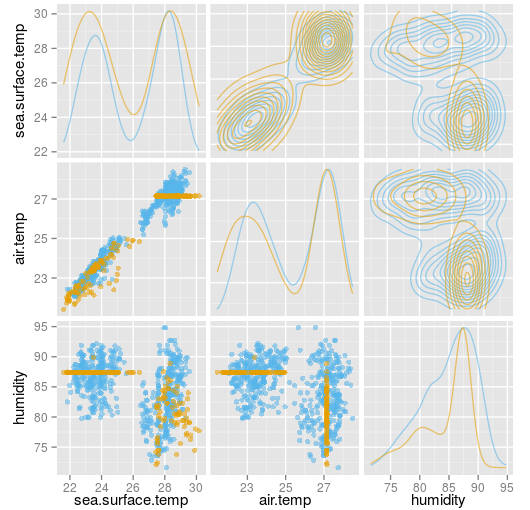 sea.surface.temp
30
28
26
24
22
air.temp
27
25
23
humidity
95
90
85
80
75
22 24 26 28 30
23 25 27
75 80 85 90 95
sea.surface.temp
air.temp
humidity